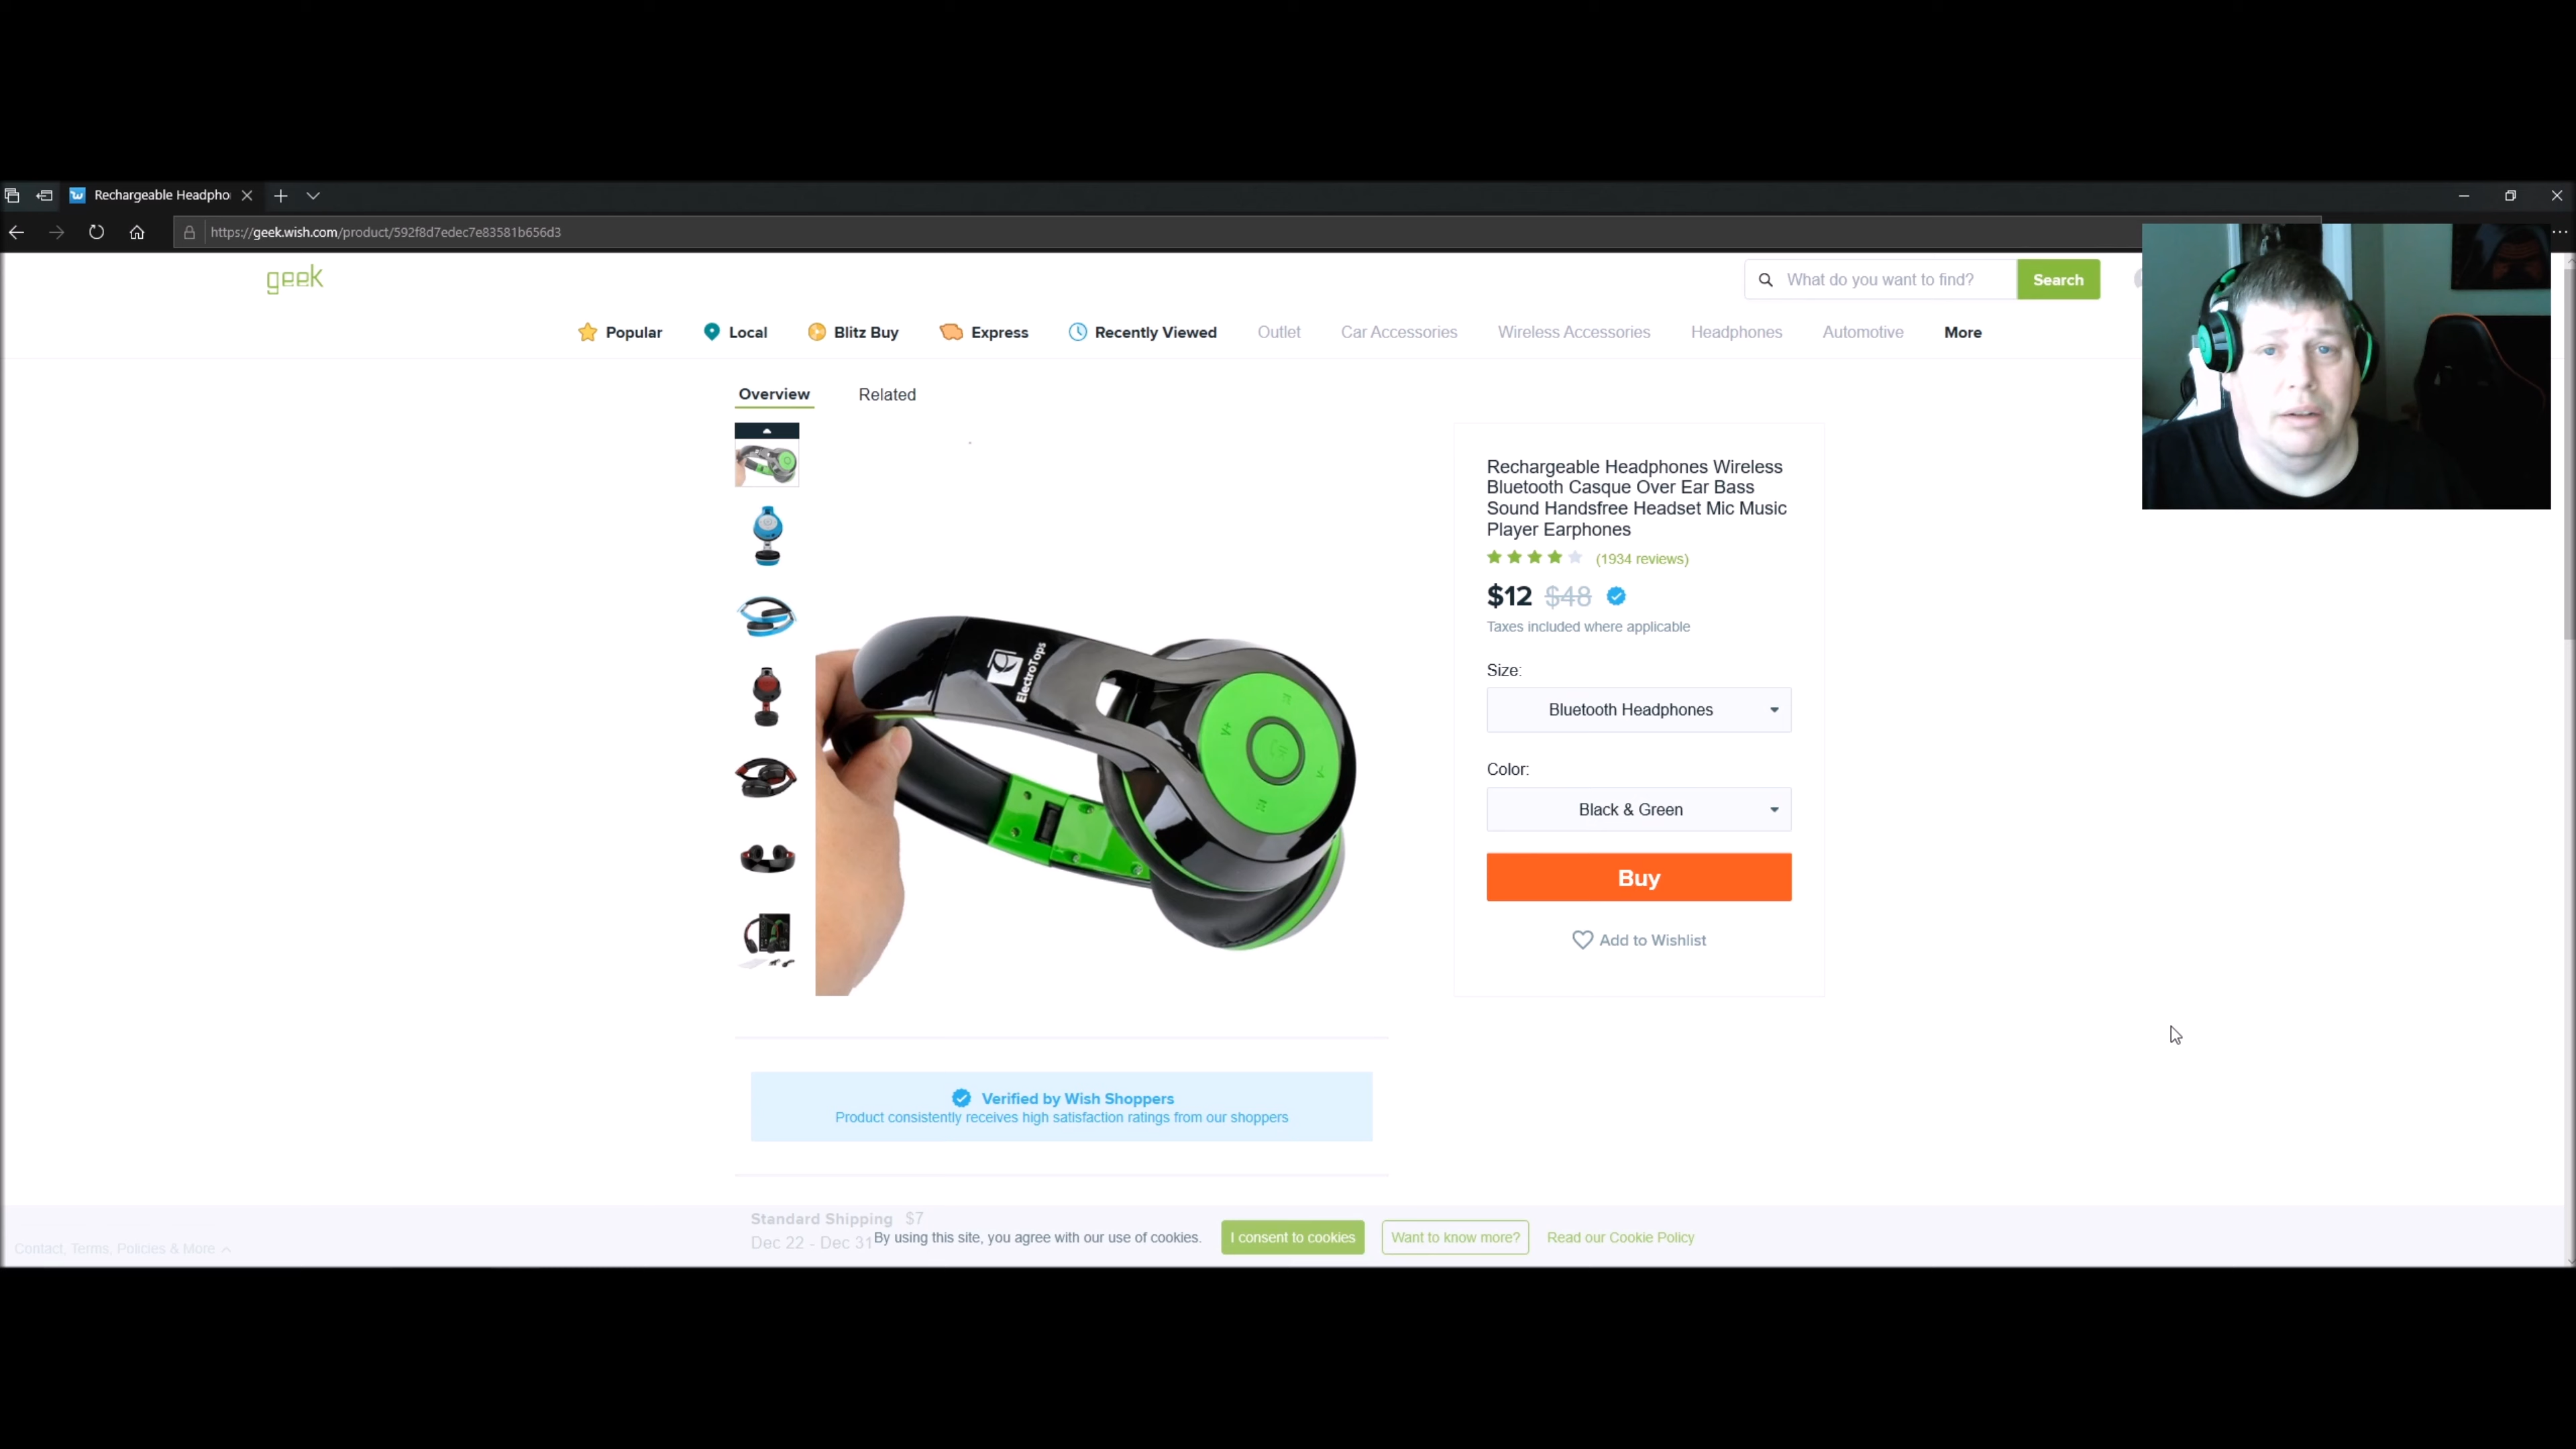 Rechargeable Headpho
https://geek.wish.com/product/592f8d7edec7e83581b656d3
geek
What do you want to find?
Search
Popular
Local
Blitz Buy
Express
Recently Viewed
Outlet
Car Accessories
Wireless Accessories
Headphones
Automotive
More
Overview
Related
ElectroTops
Rechargeable Headphones Wireless
Bluetooth Casque Over Ear Bass
Sound Handsfree Headset Mic Music
Player Earphones
(1934 reviews)
$12 $48
Taxes included where applicable
Size:
Bluetooth Headphones
Color:
Black & Green
Buy
Add to Wishlist
V+
V-
Verified by Wish Shoppers
Product consistently receives high satisfaction ratings from our shoppers
Standard Shipping $7
Dec 22 - Dec 31
Contact, Terms, Policies & More
By using this site, you agree with our use of cookies.
I consent to cookies
Want to know more?
Read our Cookie Policy